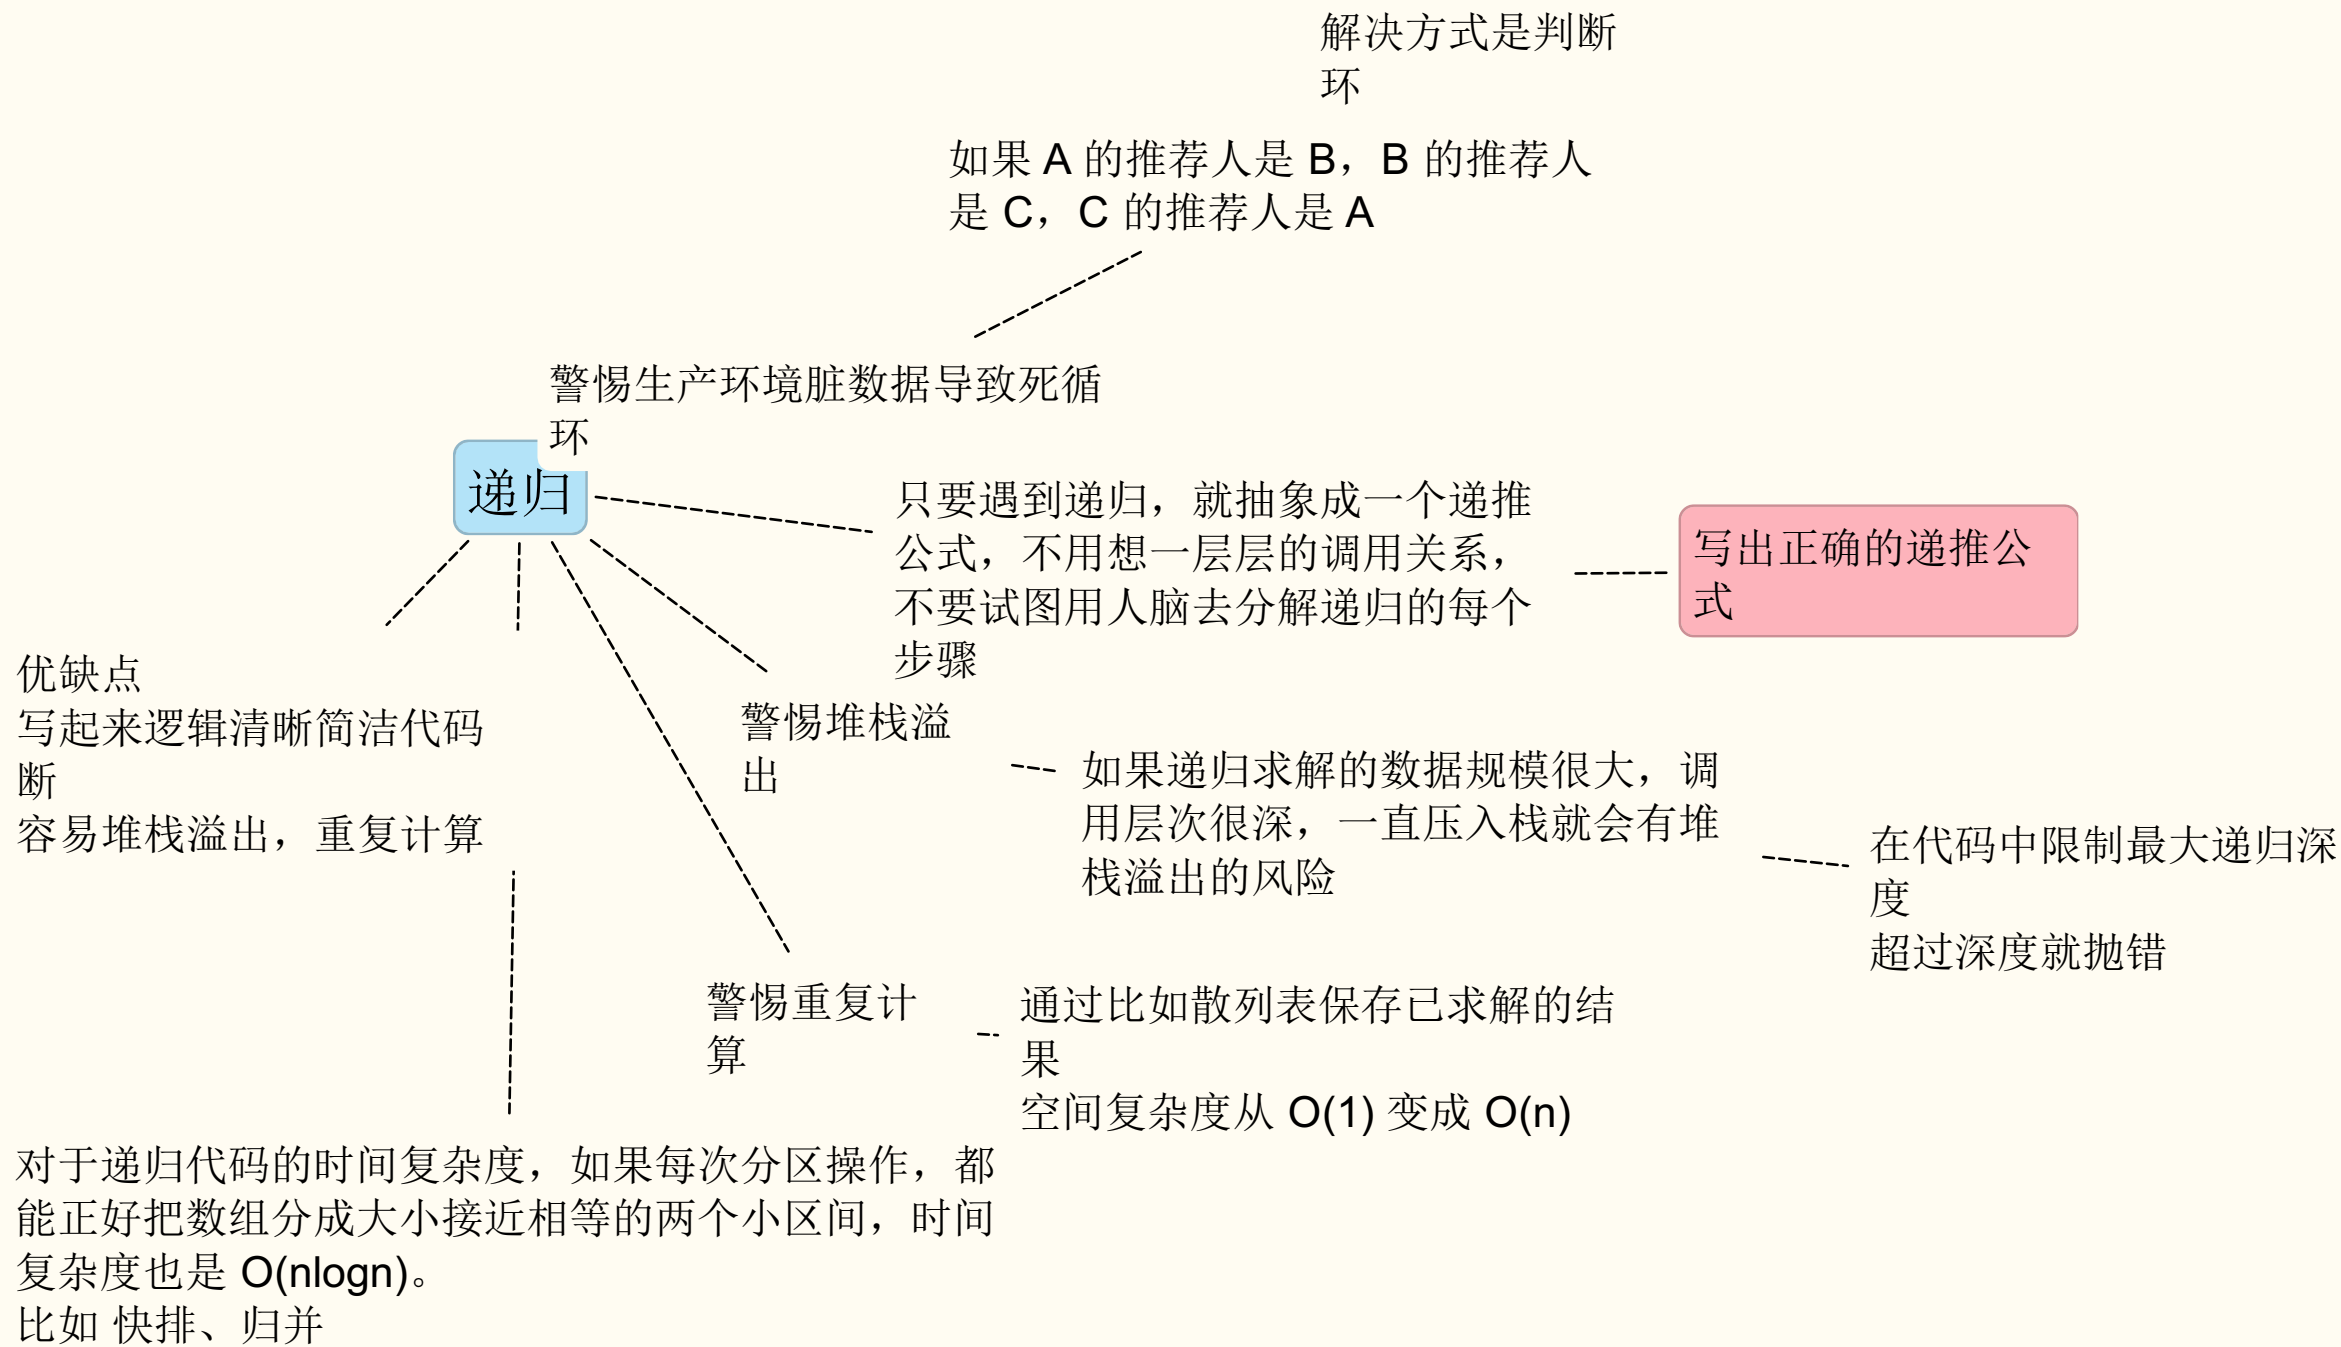 解决方式是判断
环
如果 A 的推荐人是 B，B 的推荐人
是 C，C 的推荐人是 A
警惕生产环境脏数据导致死循
环
递归
只要遇到递归，就抽象成一个递推
公式，不用想一层层的调用关系，
不要试图用人脑去分解递归的每个
步骤
写出正确的递推公
式
优缺点
写起来逻辑清晰简洁代码
断
容易堆栈溢出，重复计算
警惕堆栈溢
出
如果递归求解的数据规模很大，调
用层次很深，一直压入栈就会有堆
栈溢出的风险
在代码中限制最大递归深
度
超过深度就抛错
警惕重复计
算
通过比如散列表保存已求解的结
果
空间复杂度从 O(1) 变成 O(n)
对于递归代码的时间复杂度，如果每次分区操作，都
能正好把数组分成大小接近相等的两个小区间，时间
复杂度也是 O(nlogn)。
比如 快排、归并